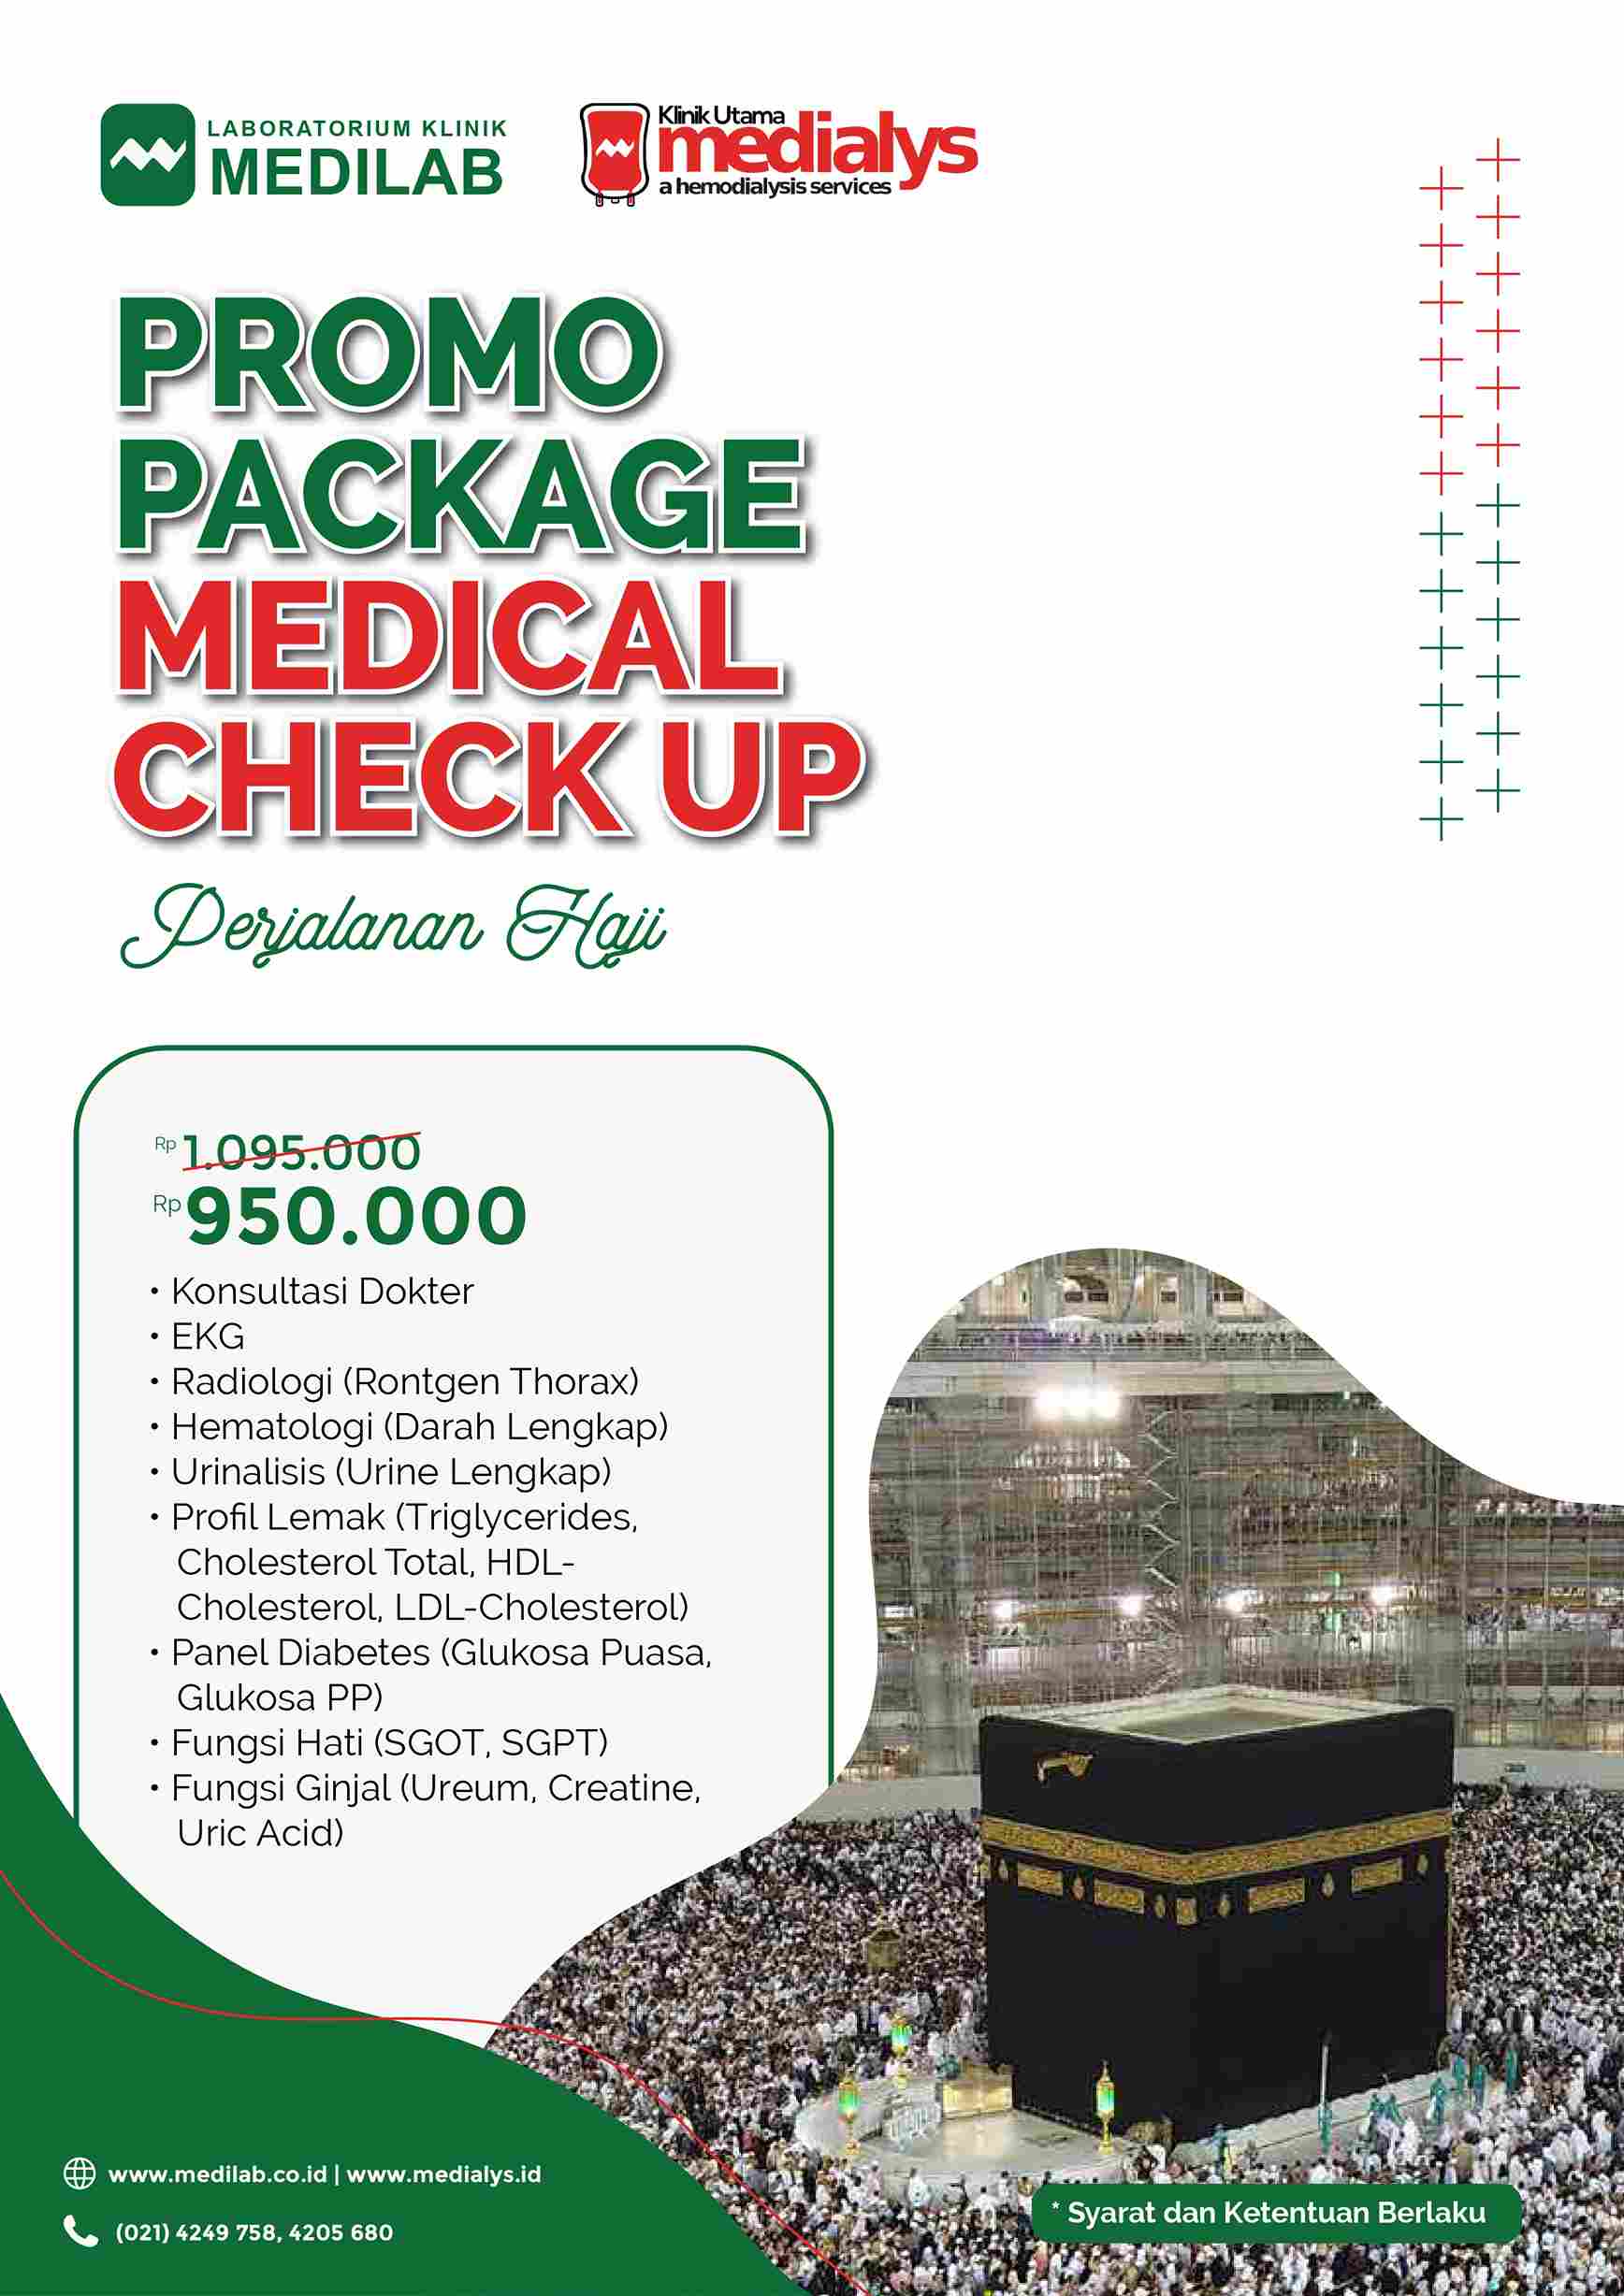 LABORATORIUM KLINIK
MEDILAB
Klinik Utama
medialys
a hemodialysis services
PROMO
PACKAGE
MEDICAL
CHECK UP
Perjalanan Haji
Rp 1.095.000
Rp 950.000
• Konsultasi Dokter
• EKG
• Radiologi (Rontgen Thorax)
• Hematologi (Darah Lengkap)
• Urinalisis (Urine Lengkap)
• Profil Lemak (Triglycerides,
Cholesterol Total, HDL-
Cholesterol, LDL-Cholesterol)
• Panel Diabetes (Glukosa Puasa,
Glukosa PP)
• Fungsi Hati (SGOT, SGPT)
• Fungsi Ginjal (Ureum, Creatine,
Uric Acid)
www.medilab.co.id | www.medialys.id
(021) 4249 758, 4205 680
* Syarat dan Ketentuan Berlaku